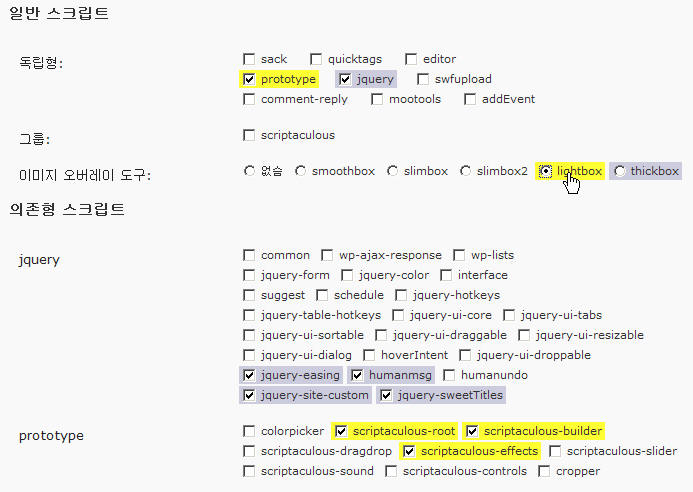 일반 스크립트
독립형: sack quicktags editor
prototype jquery swfupload
comment-reply mootools addEvent
그룹: scriptaculous
이미지 오버레이 도구: 없슴 smoothbox slimbox slimbox2 lightbox thickbox
의존형 스크립트
jquery common wp-ajax-response wp-lists
jquery-form jquery-color interface
suggest schedule jquery-hotkeys
jquery-table-hotkeys jquery-ui-core jquery-ui-tabs
jquery-ui-sortable jquery-ui-draggable jquery-ui-resizable
jquery-ui-dialog hoverIntent jquery-ui-droppable
jquery-easing humanmsg humanundo
jquery-site-custom jquery-sweetTitles
prototype colorpicker scriptaculous-root scriptaculous-builder
scriptaculous-dragdrop scriptaculous-effects scriptaculous-slider
scriptaculous-sound scriptaculous-controls cropper